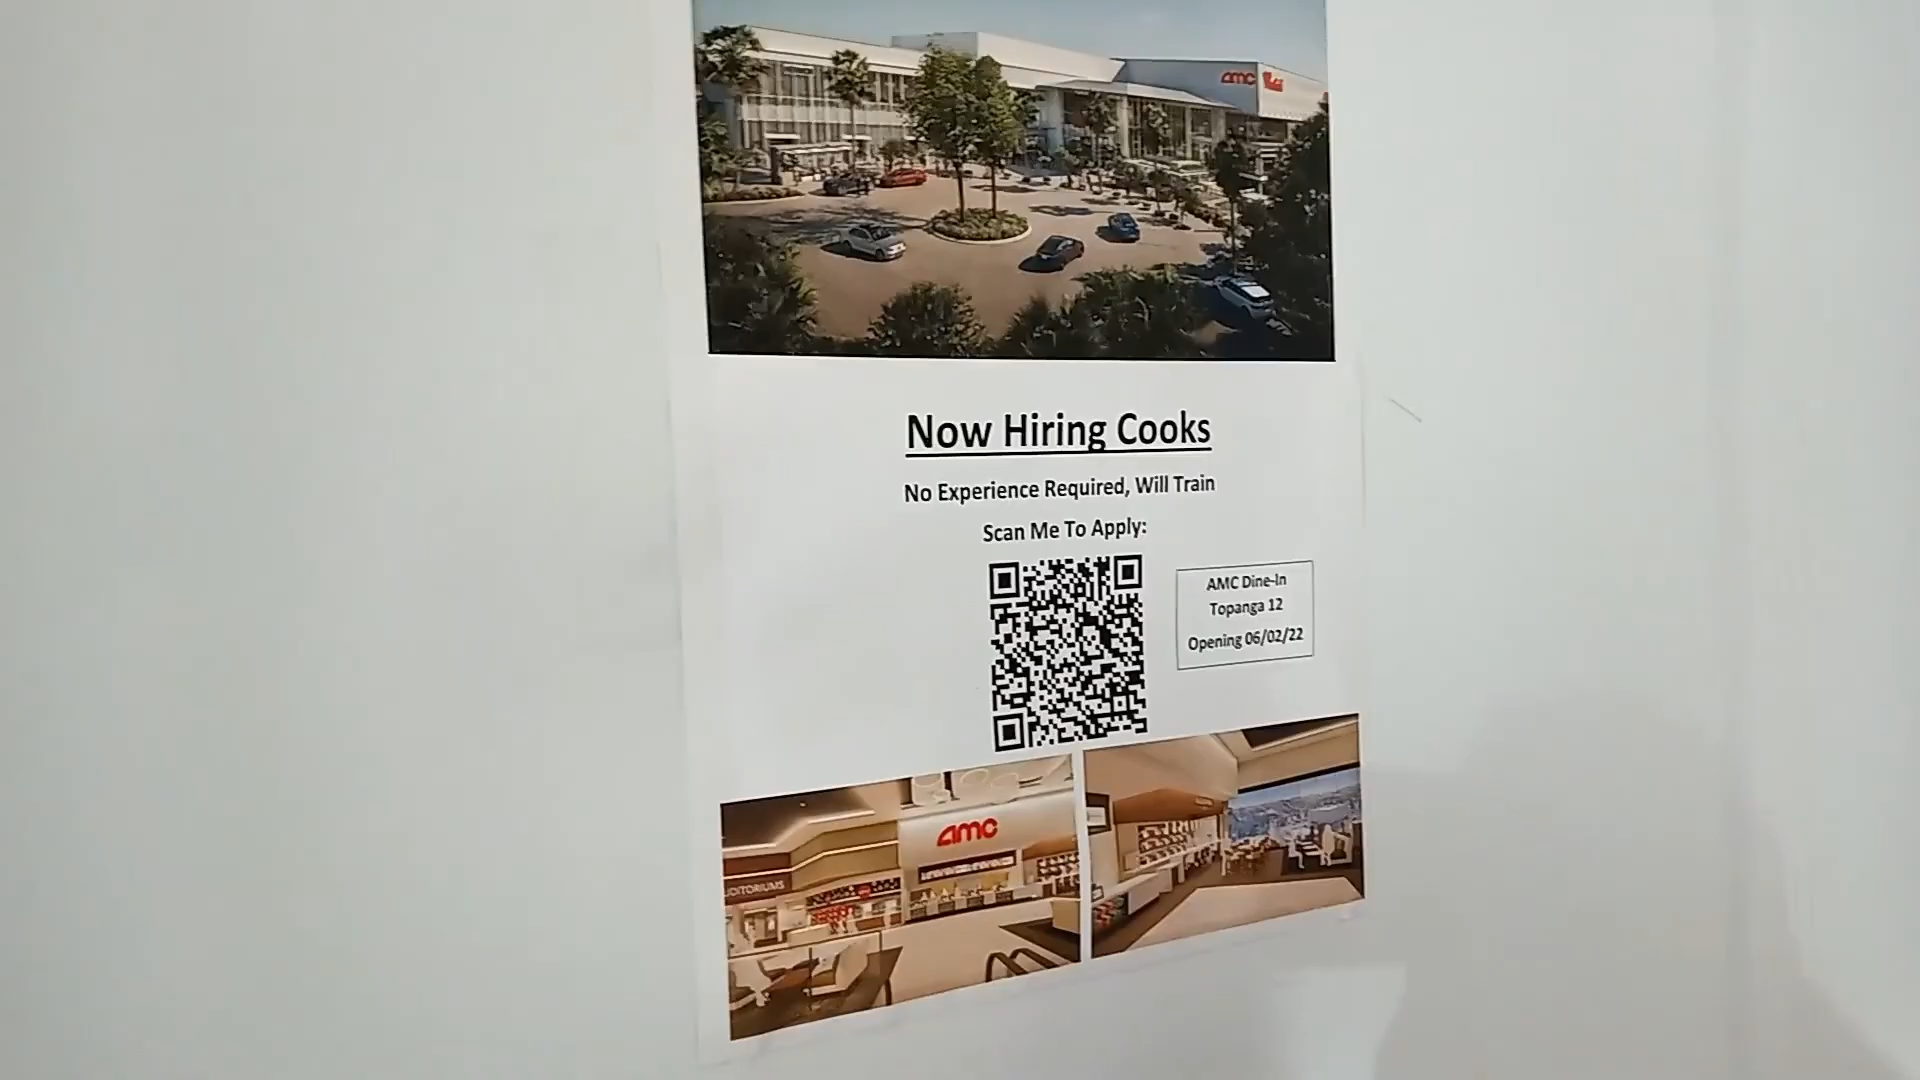 amc
Now Hiring Cooks
No Experience Required, Will Train
Scan Me To Apply:
AMC Dine-In
Topanga 12
Opening 06/02/22
amc
UDITORIUMS